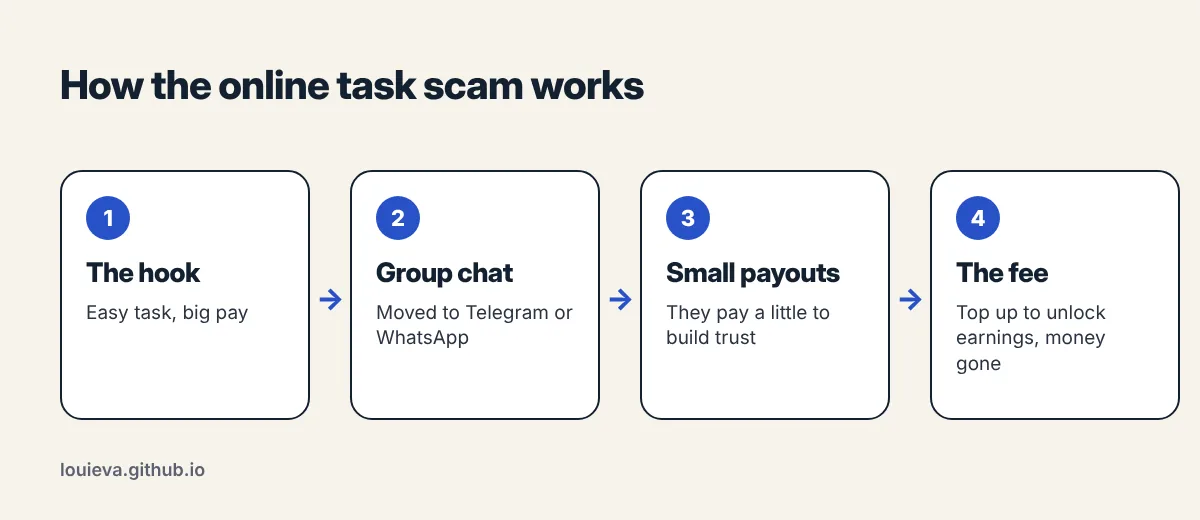 How the online task scam works
1
The hook
Easy task, big pay
2
Group chat
Moved to Telegram or
WhatsApp
3
Small payouts
They pay a little to
build trust
4
The fee
Top up to unlock
earnings, money
gone
louieva.github.io